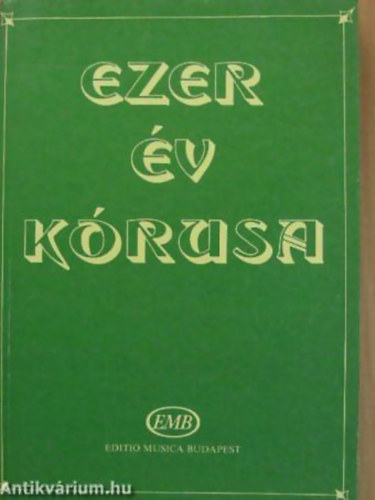 EZER
ÉV
KÓRUSA
EMB
EDITIO MUSICA BUDAPEST
Antikvárium.hu